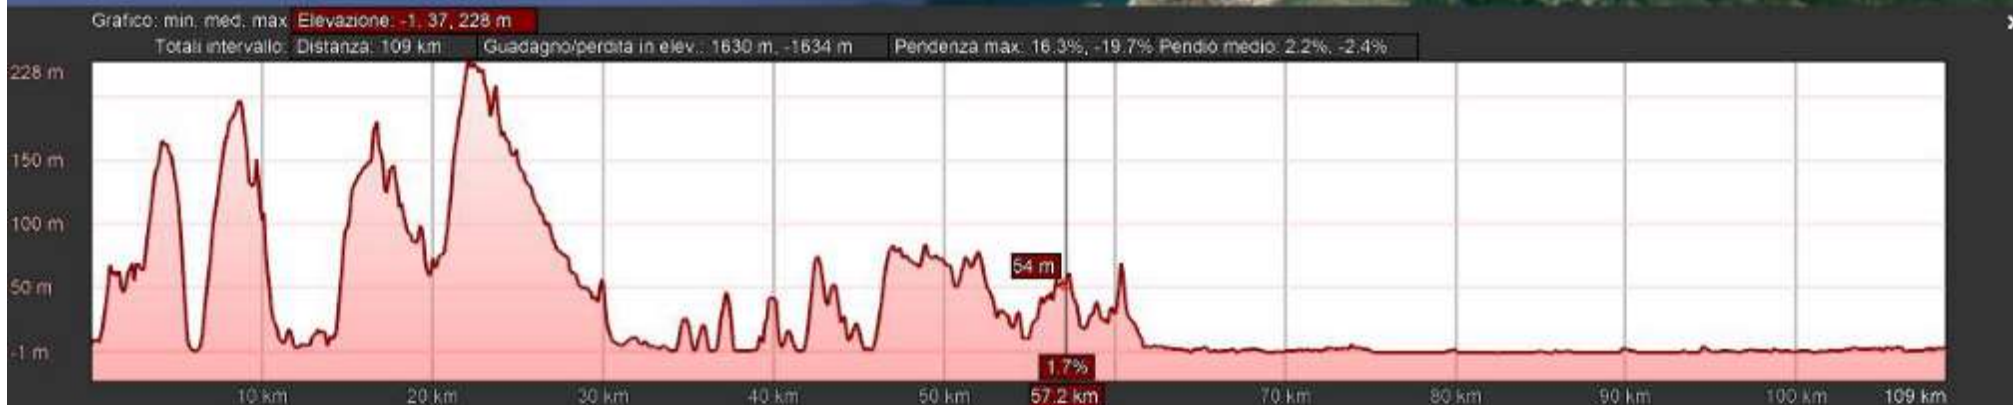 Grafico: min, med, max Elevazione: -1, 37, 228 m
Totali intervallo: Distanza: 109 km Guadagno/perdita in elev.: 1630 m, -1634 m Pendenza max: 16.3%, -19.7% Pendio medio: 2.2%, -2.4%
228 m
150 m
100 m
54 m
50 m
-1 m
1.7%
10 km 20 km 30 km 40 km 50 km 57.2 km 70 km 80 km 90 km 100 km 109 km